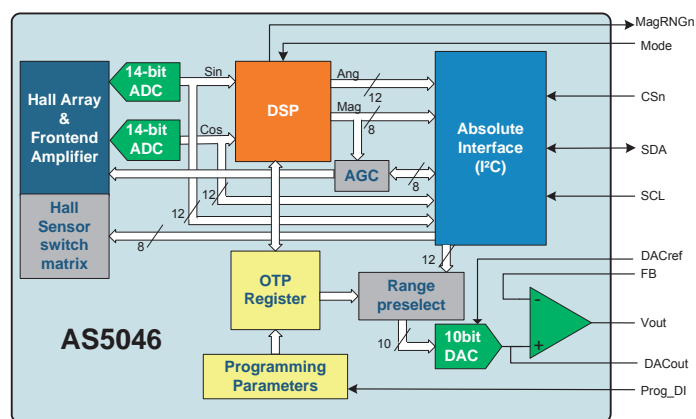 MagRNGn
Mode
14-bit
ADC
Sin
Ang
12
Hall Array
&
Frontend
Amplifier
DSP
Mag
8
CSn
14-bit
ADC
Cos
Absolute
Interface
(I²C)
SDA
AGC
8
Hall
Sensor
switch
matrix
12
12
SCL
8
12
OTP
Register
Range
preselect
DACref
FB
-
AS5046
10
10bit
DAC
+
Vout
Programming
Parameters
DACout
Prog_DI